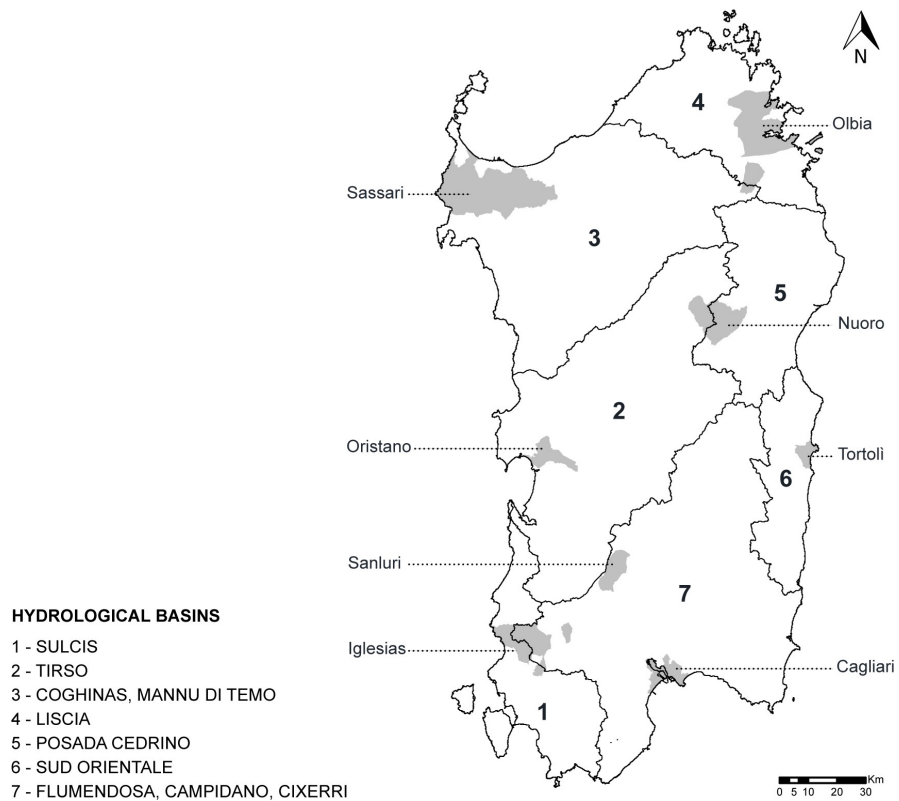 N
4
Olbia
Sassari
3
5
Nuoro
2
Oristano
Tortolì
6
Sanluri
7
HYDROLOGICAL BASINS
1 - SULCIS
2 - TIRSO
3 - COGHINAS, MANNU DI TEMO
4 - LISCIA
5 - POSADA CEDRINO
6 - SUD ORIENTALE
7 - FLUMENDOSA, CAMPIDANO, CIXERRI
Iglesias
Cagliari
1
Km
0 5 10 20 30